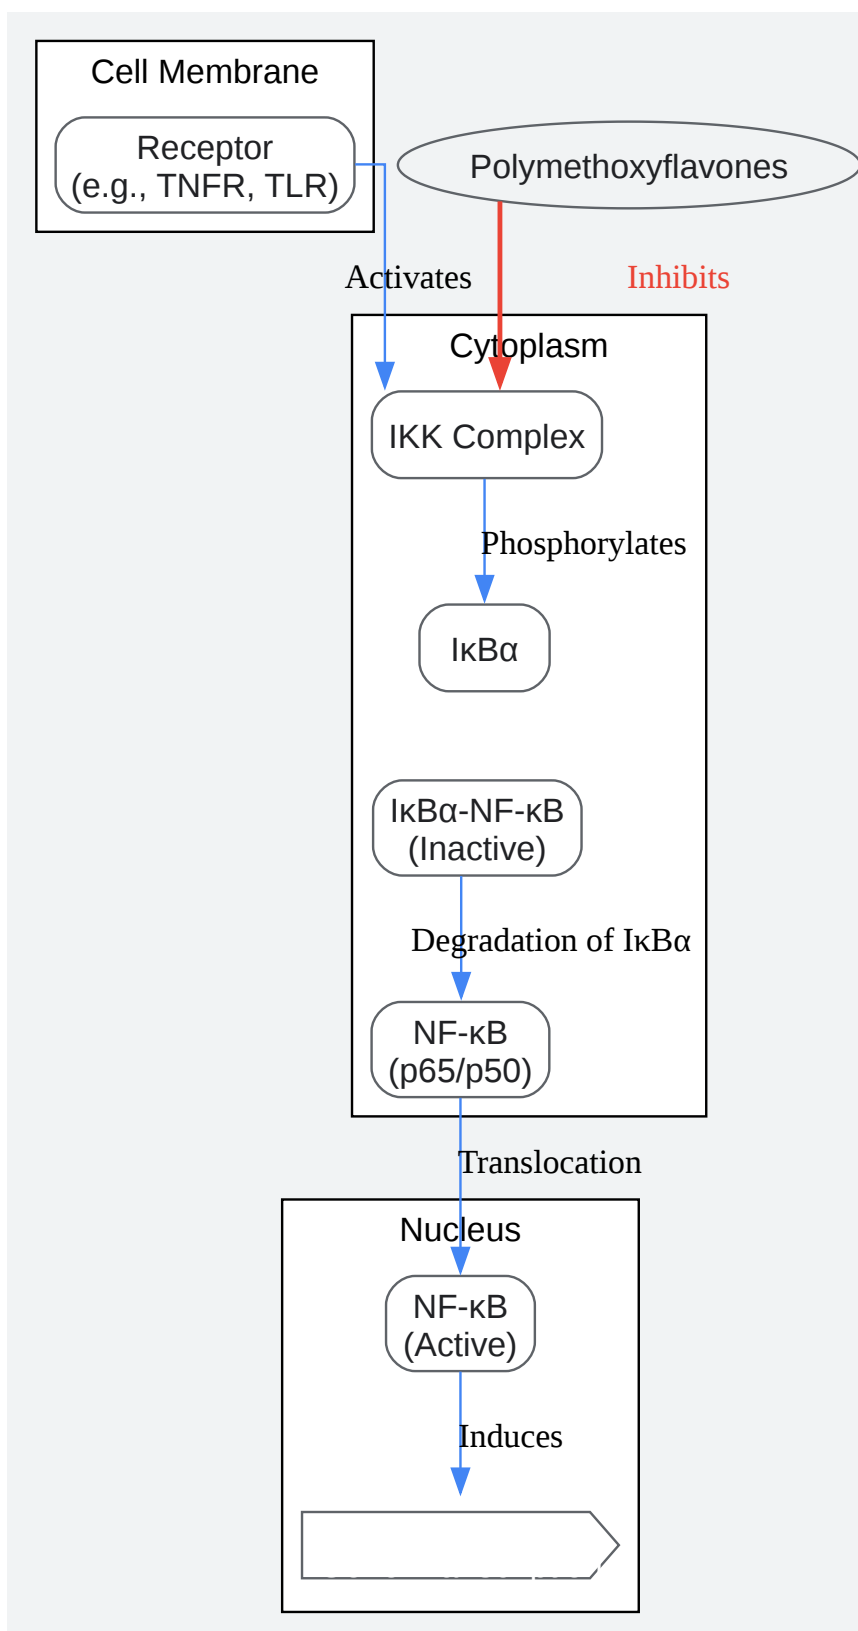 Cell Membrane
Receptor
(e.g., TNFR, TLR)
Polymethoxyflavones
Activates
Inhibits
Cytoplasm
IKK Complex
Phosphorylates
IκBα
IκBα-NF-κB
(Inactive)
Degradation of IκBα
NF-κB
(p65/p50)
Translocation
Nucleus
NF-κB
(Active)
Induces